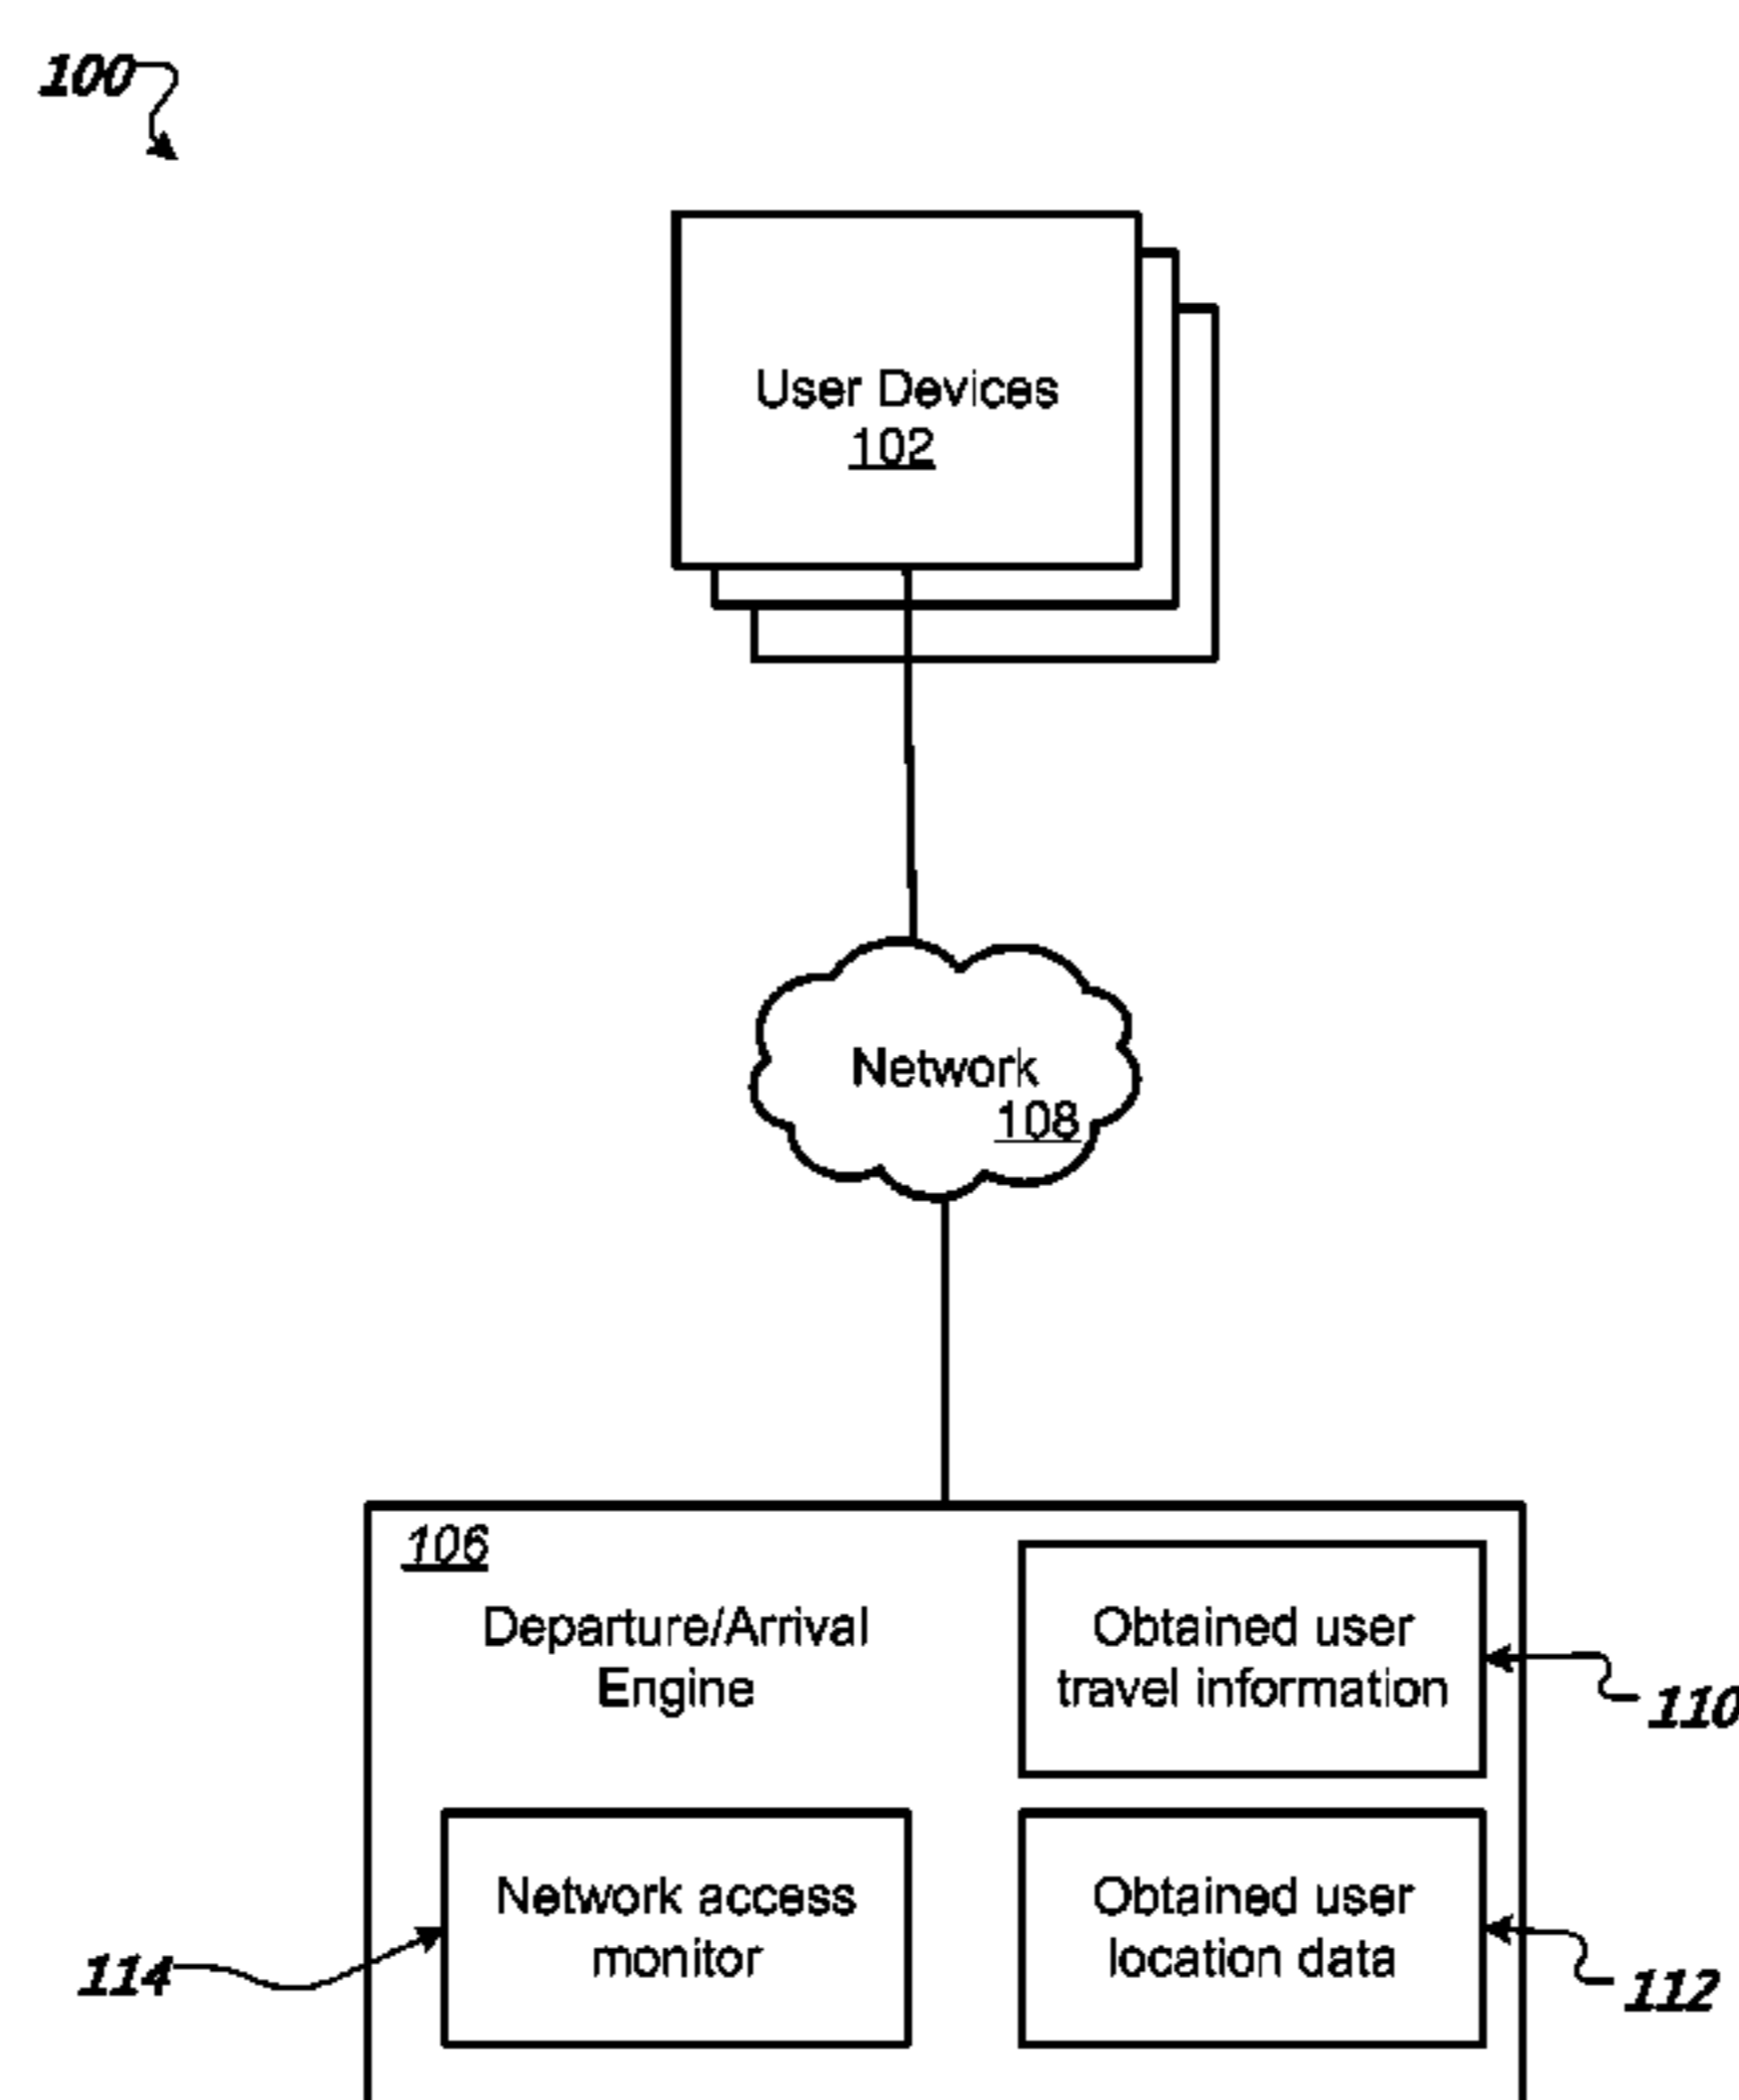 100
User Devices
102
Network
108
106
Departure/Arrival
Engine
Obtained user
travel information
110
Network access
monitor
114
Obtained user
location data
112